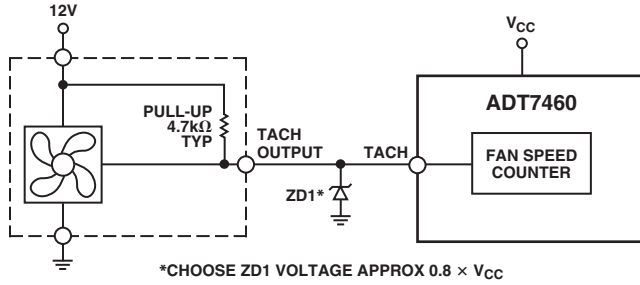 12V
V_CC
PULL-UP
4.7kΩ
TYP
TACH
OUTPUT
TACH
ZD1*
ADT7460
FAN SPEED
COUNTER
*CHOOSE ZD1 VOLTAGE APPROX 0.8 × V_CC